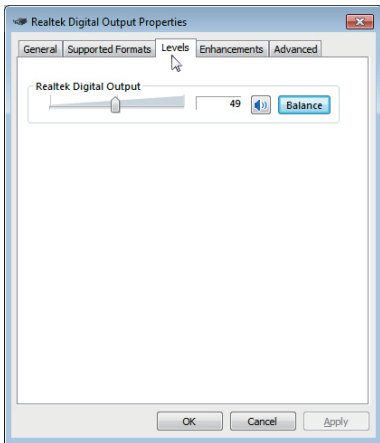 Realtek Digital Output Properties
General Supported Formats Levels Enhancements Advanced
Realtek Digital Output
49 Balance
OK Cancel Apply